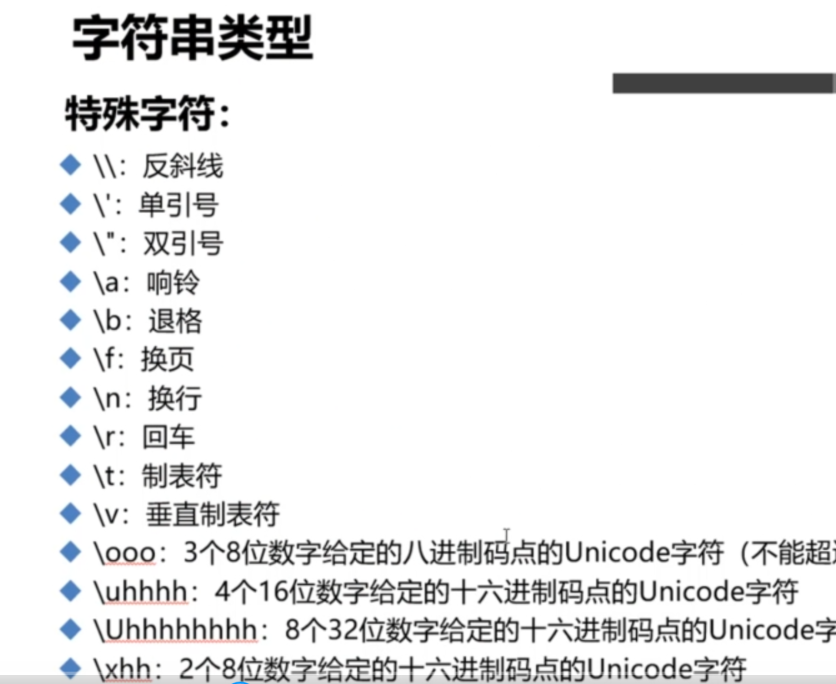 字符串类型
特殊字符：
\\：反斜线
\'：单引号
\"：双引号
\a：响铃
\b：退格
\f：换页
\n：换行
\r：回车
\t：制表符
\v：垂直制表符
\ooo：3个8位数字给定的八进制码点的Unicode字符（不能超
\uhhhh：4个16位数字给定的十六进制码点的Unicode字符
\Uhhhhhhhh：8个32位数字给定的十六进制码点的Unicode字
\xhh：2个8位数字给定的十六进制码点的Unicode字符